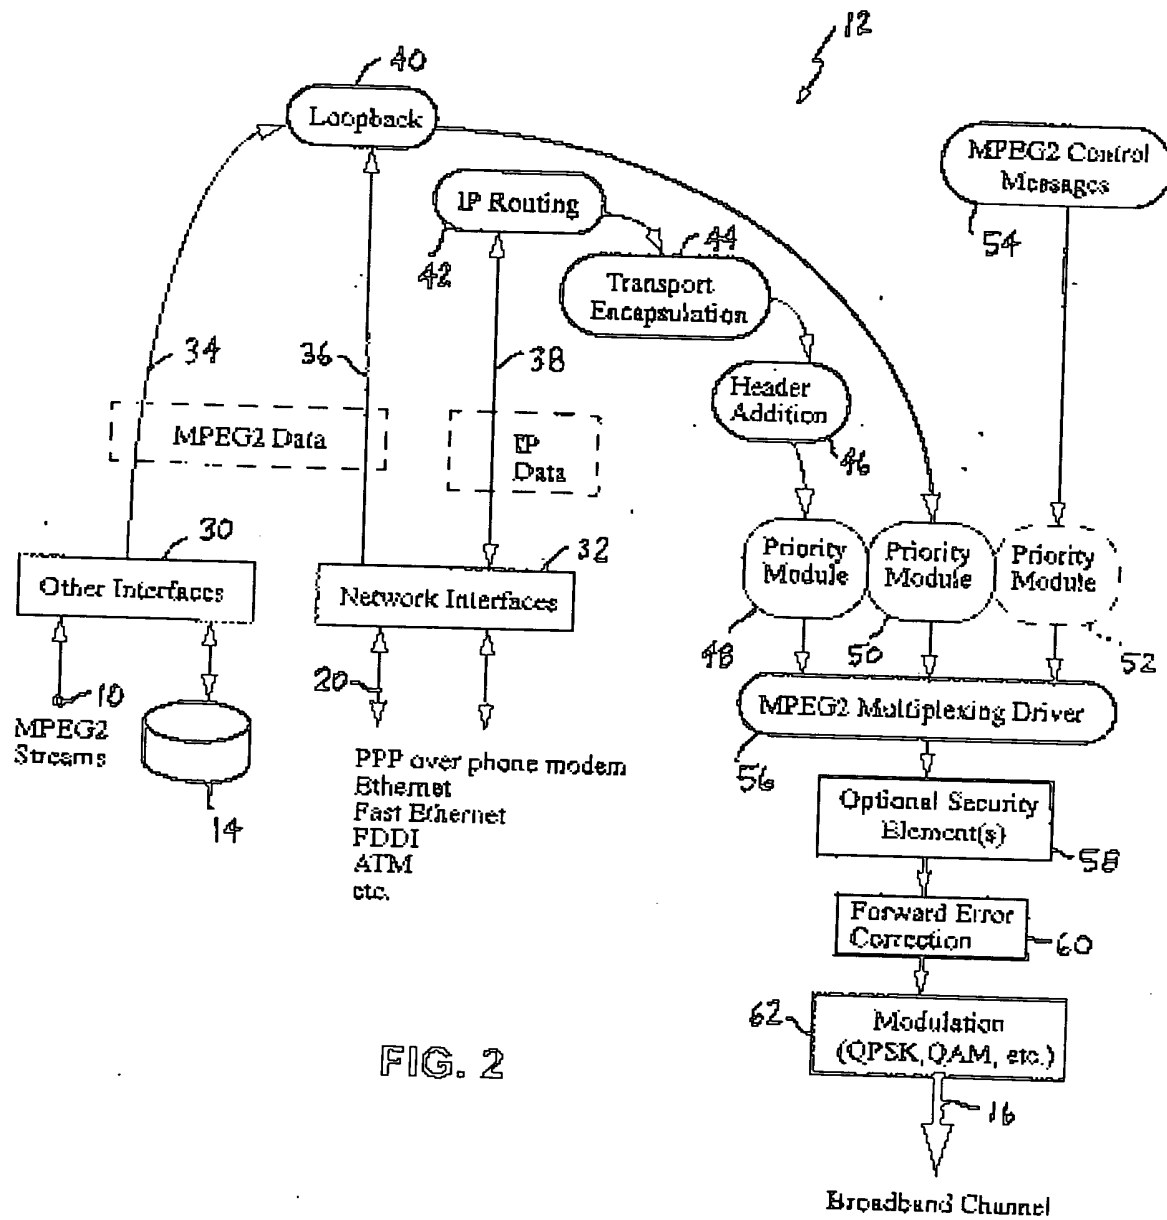 12
40
Loopback
MPEG2 Control
Messages
54
IP Routing
42
44
Transport
Encapsulation
34
36
38
Header
Addition
46
MPEG2 Data
IP
Data
30
Other Interfaces
32
Network Interfaces
Priority
Module
48
Priority
Module
50
Priority
Module
52
10
MPEG2
Streams
14
20
PPP over phone modem
Ethernet
Fast Ethernet
FDDI
ATM
etc.
MPEG2 Multiplexing Driver
56
Optional Security
Element(s)
58
Forward Error
Correction
60
62
Modulation
(QPSK, QAM, etc.)
16
Broadband Channel
FIG. 2